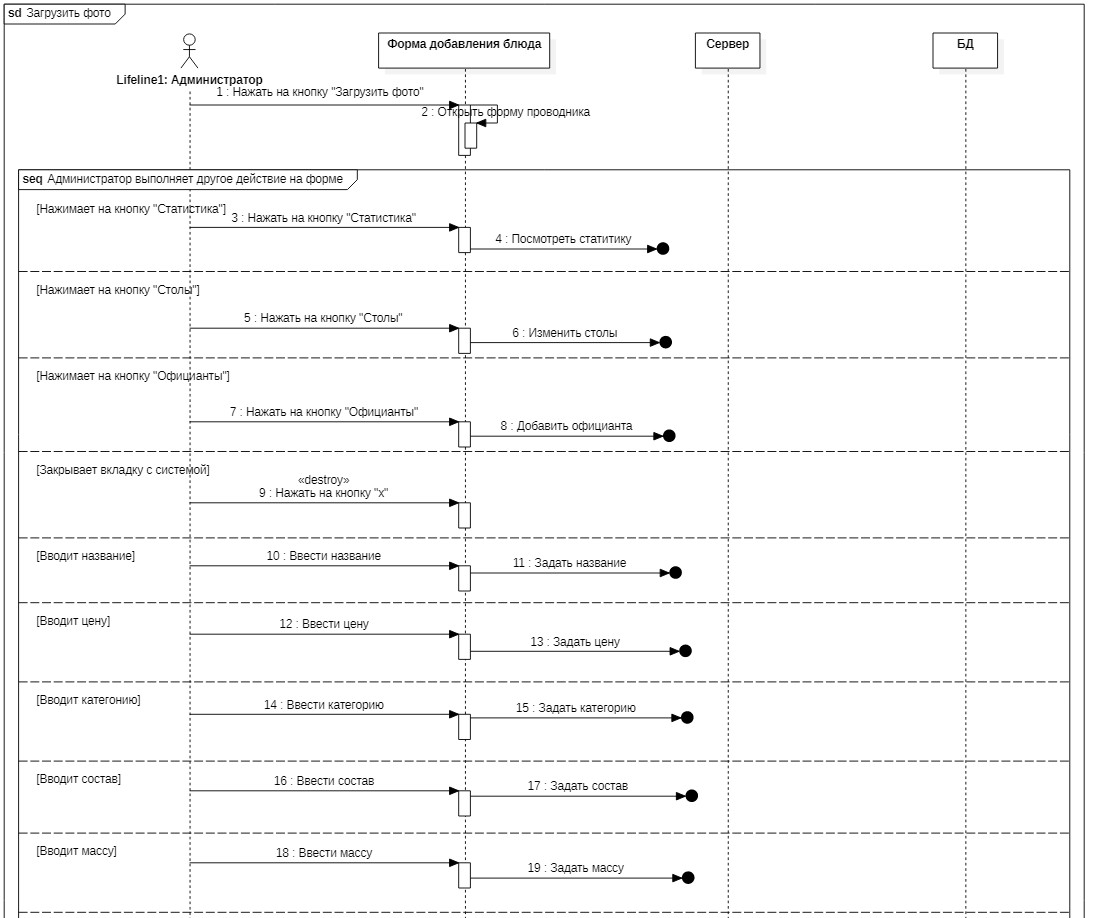 sd Загрузить фото
Форма добавления блюда
Сервер
БД
Lifeline1: Администратор
1 : Нажать на кнопку "Загрузить фото"
2 : Открыть форму проводника
seq Администратор выполняет другое действие на форме
[Нажимает на кнопку "Статистика"]
3 : Нажать на кнопку "Статистика"
4 : Посмотреть статитику
[Нажимает на кнопку "Столы"]
5 : Нажать на кнопку "Столы"
6 : Изменить столы
[Нажимает на кнопку "Официанты"]
7 : Нажать на кнопку "Официанты"
8 : Добавить официанта
[Закрывает вкладку с системой]
«destroy»
9 : Нажать на кнопку "x"
[Вводит название]
10 : Ввести название
11 : Задать название
[Вводит цену]
12 : Ввести цену
13 : Задать цену
[Вводит категонию]
14 : Ввести категорию
15 : Задать категорию
[Вводит состав]
16 : Ввести состав
17 : Задать состав
[Вводит массу]
18 : Ввести массу
19 : Задать массу